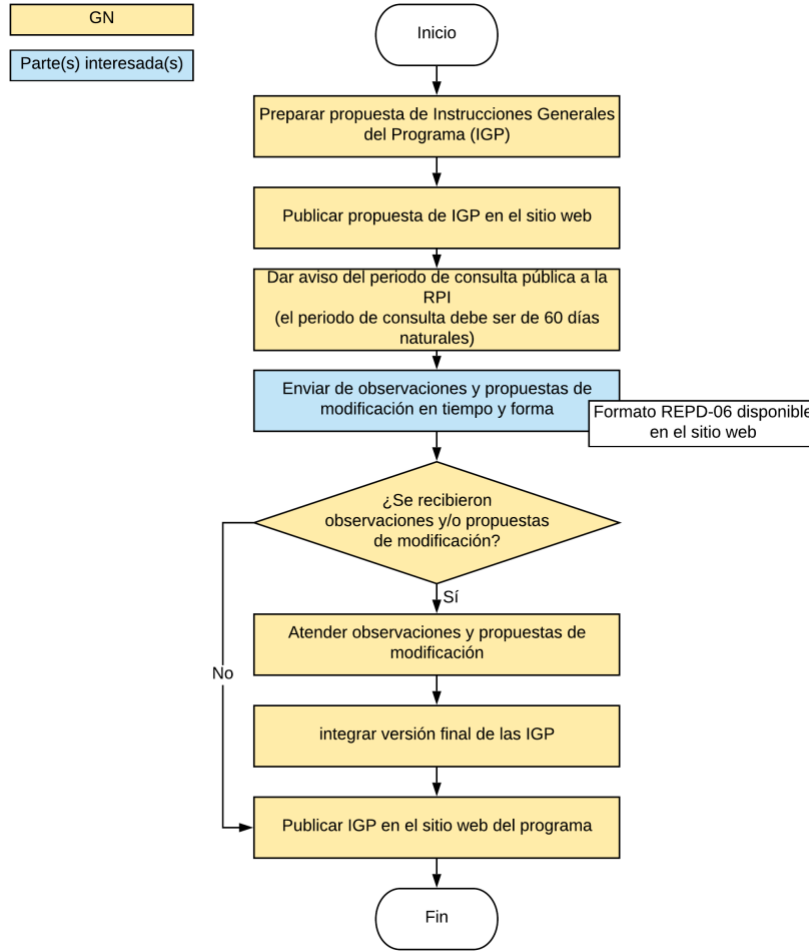 GN
Parte(s) interesada(s)
Inicio
Preparar propuesta de Instrucciones Generales
del Programa (IGP)
Publicar propuesta de IGP en el sitio web
Dar aviso del periodo de consulta pública a la
RPI
(el periodo de consulta debe ser de 60 días
naturales)
Enviar de observaciones y propuestas de
modificación en tiempo y forma
Formato REPD-06 disponible
en el sitio web
¿Se recibieron
observaciones y/o propuestas
de modificación?
Sí
Atender observaciones y propuestas de
modificación
No
integrar versión final de las IGP
Publicar IGP en el sitio web del programa
Fin